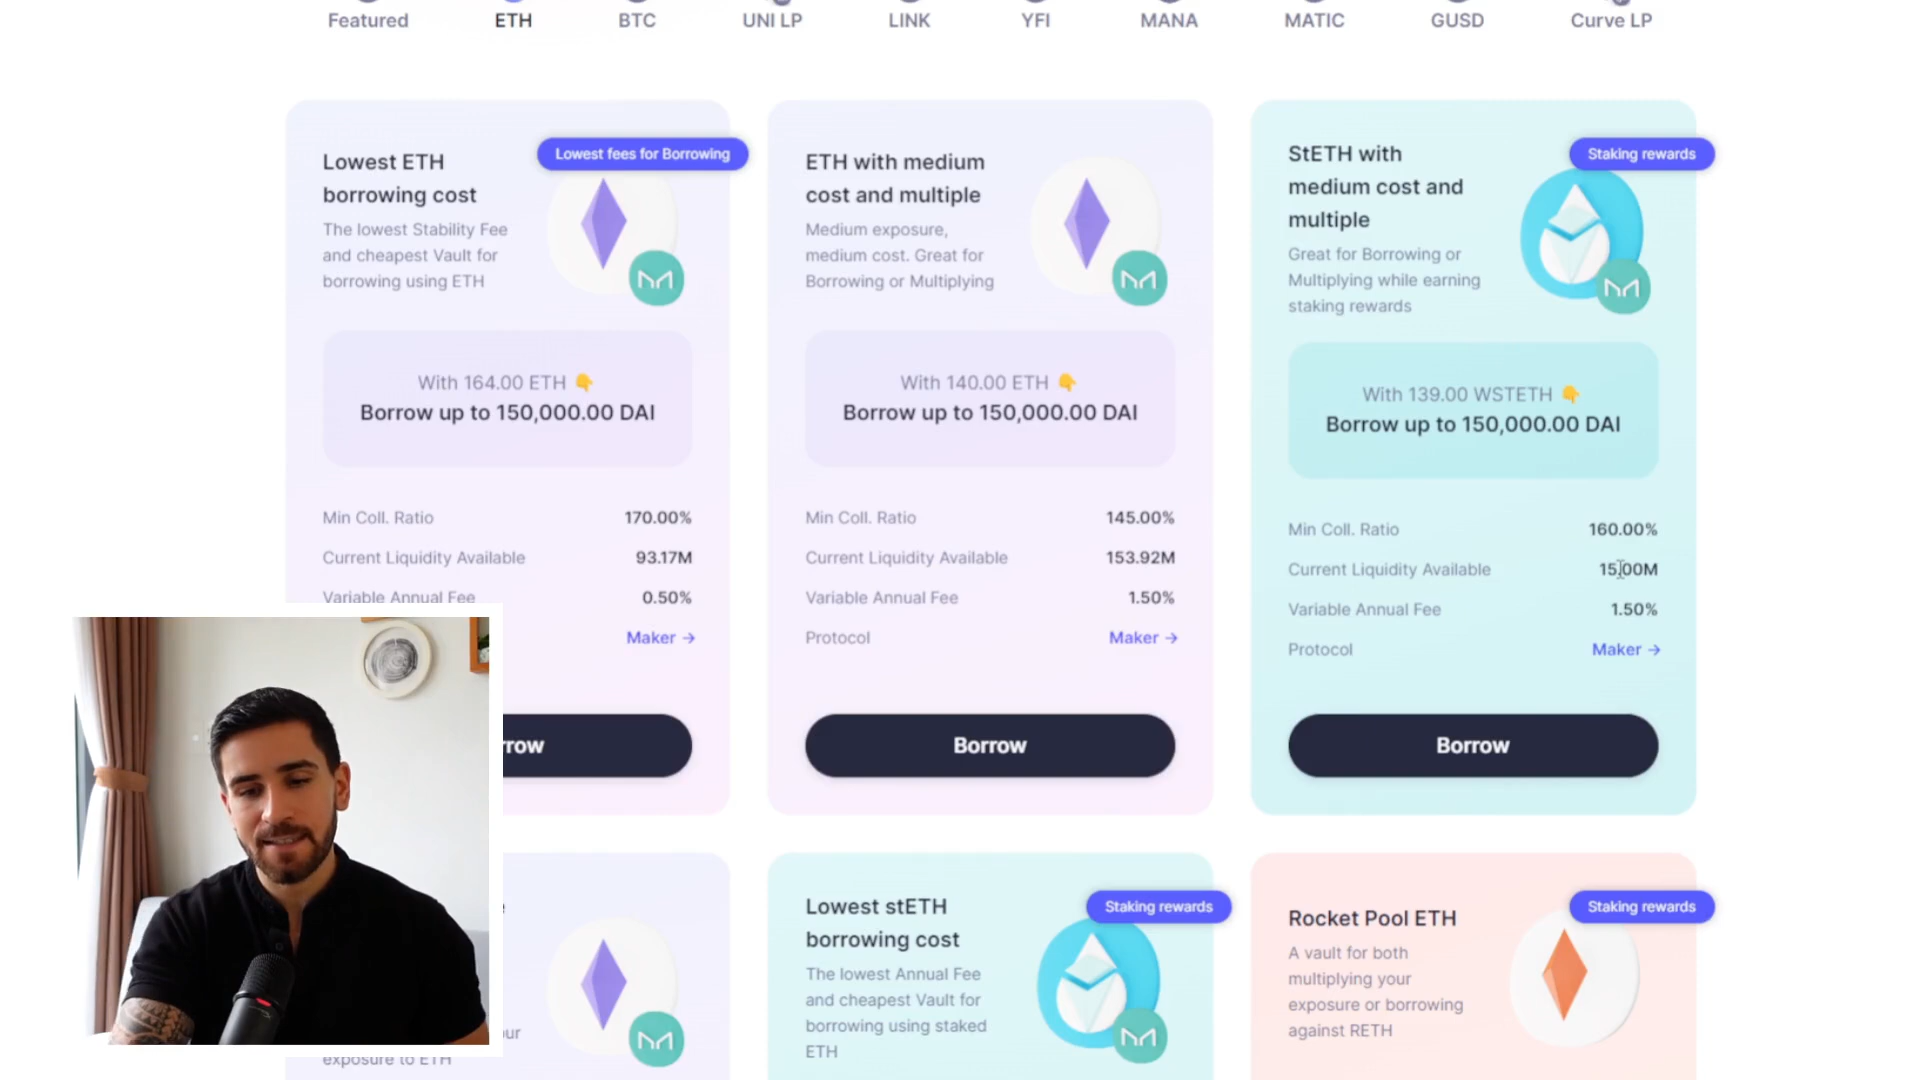 Featured
ETH
BTC
UNI LP
LINK
YFI
MANA
MATIC
GUSD
Curve LP
Lowest fees for Borrowing
Lowest ETH
borrowing cost
The lowest Stability Fee
and cheapest Vault for
borrowing using ETH
With 164.00 ETH 👇
Borrow up to 150,000.00 DAI
Min Coll. Ratio 170.00%
Current Liquidity Available 93.17M
Variable Annual Fee 0.50%
Maker →
ETH with medium
cost and multiple
Medium exposure,
medium cost. Great for
Borrowing or Multiplying
With 140.00 ETH 👇
Borrow up to 150,000.00 DAI
Min Coll. Ratio 145.00%
Current Liquidity Available 153.92M
Variable Annual Fee 1.50%
Protocol Maker →
Borrow
Staking rewards
StETH with
medium cost and
multiple
Great for Borrowing or
Multiplying while earning
staking rewards
With 139.00 WSTETH 👇
Borrow up to 150,000.00 DAI
Min Coll. Ratio 160.00%
Current Liquidity Available 15.00M
Variable Annual Fee 1.50%
Protocol Maker →
Borrow
exposure to ETH
Staking rewards
Lowest stETH
borrowing cost
The lowest Annual Fee
and cheapest Vault for
borrowing using staked
ETH
Staking rewards
Rocket Pool ETH
A vault for both
multiplying your
exposure or borrowing
against RETH